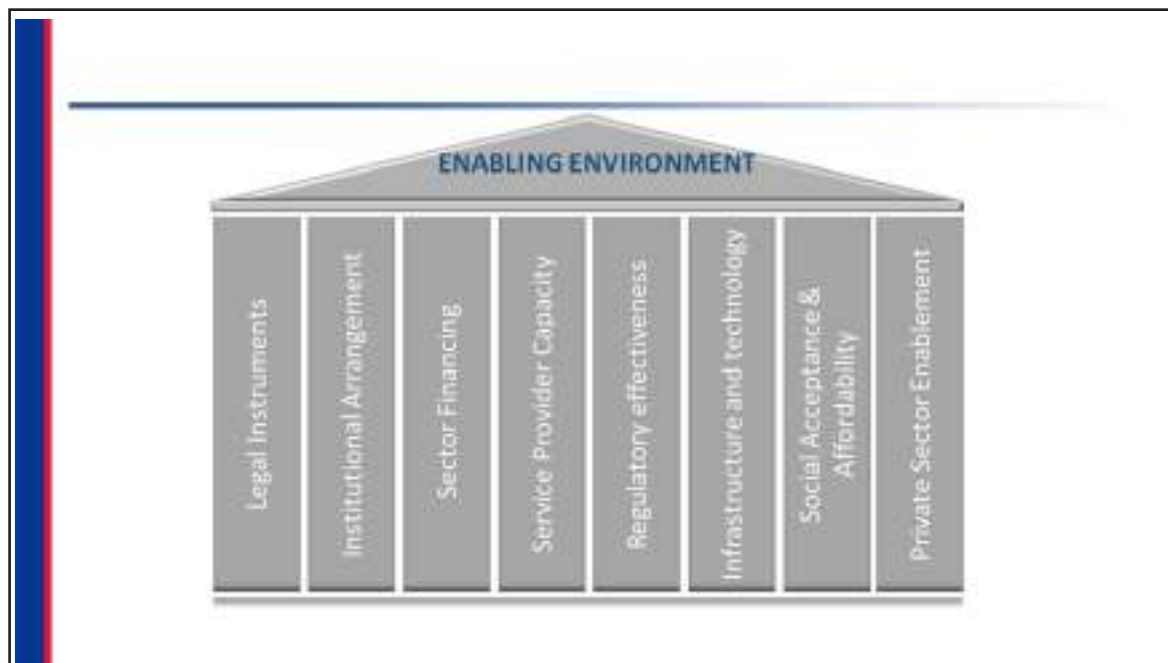 ENABLING ENVIRONMENT
Legal Instruments
Institutional Arrangement
Sector Financing
Service Provider Capacity
Regulatory effectiveness
Infrastructure and technology
Social Acceptance &
Affordability
Private Sector Enablement